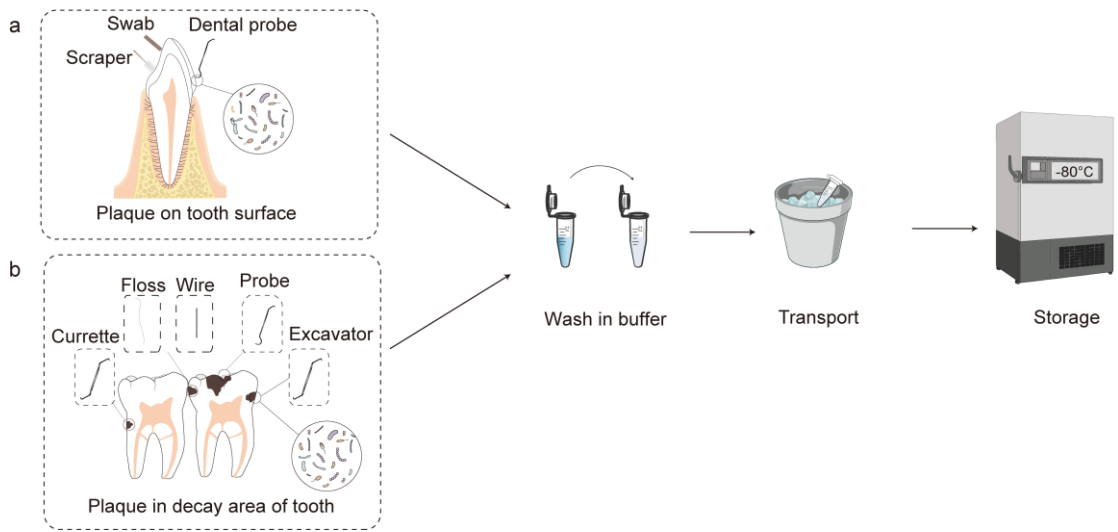 a
Swab
Dental probe
Scraper
Plaque on tooth surface
b
Floss
Wire
Probe
Currette
Excavator
Plaque in decay area of tooth
Wash in buffer
Transport
-80°C
Storage